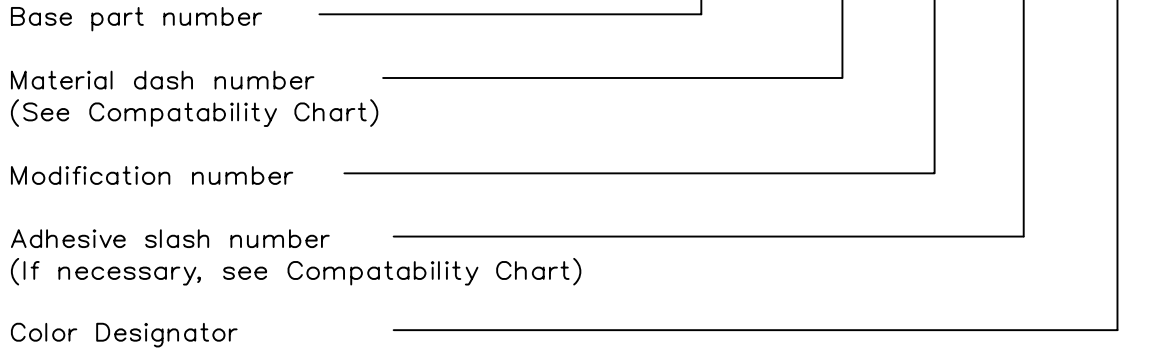 Base part number
Material dash number
(See Compatability Chart)
Modification number
Adhesive slash number
(If necessary, see Compatability Chart)
Color Designator